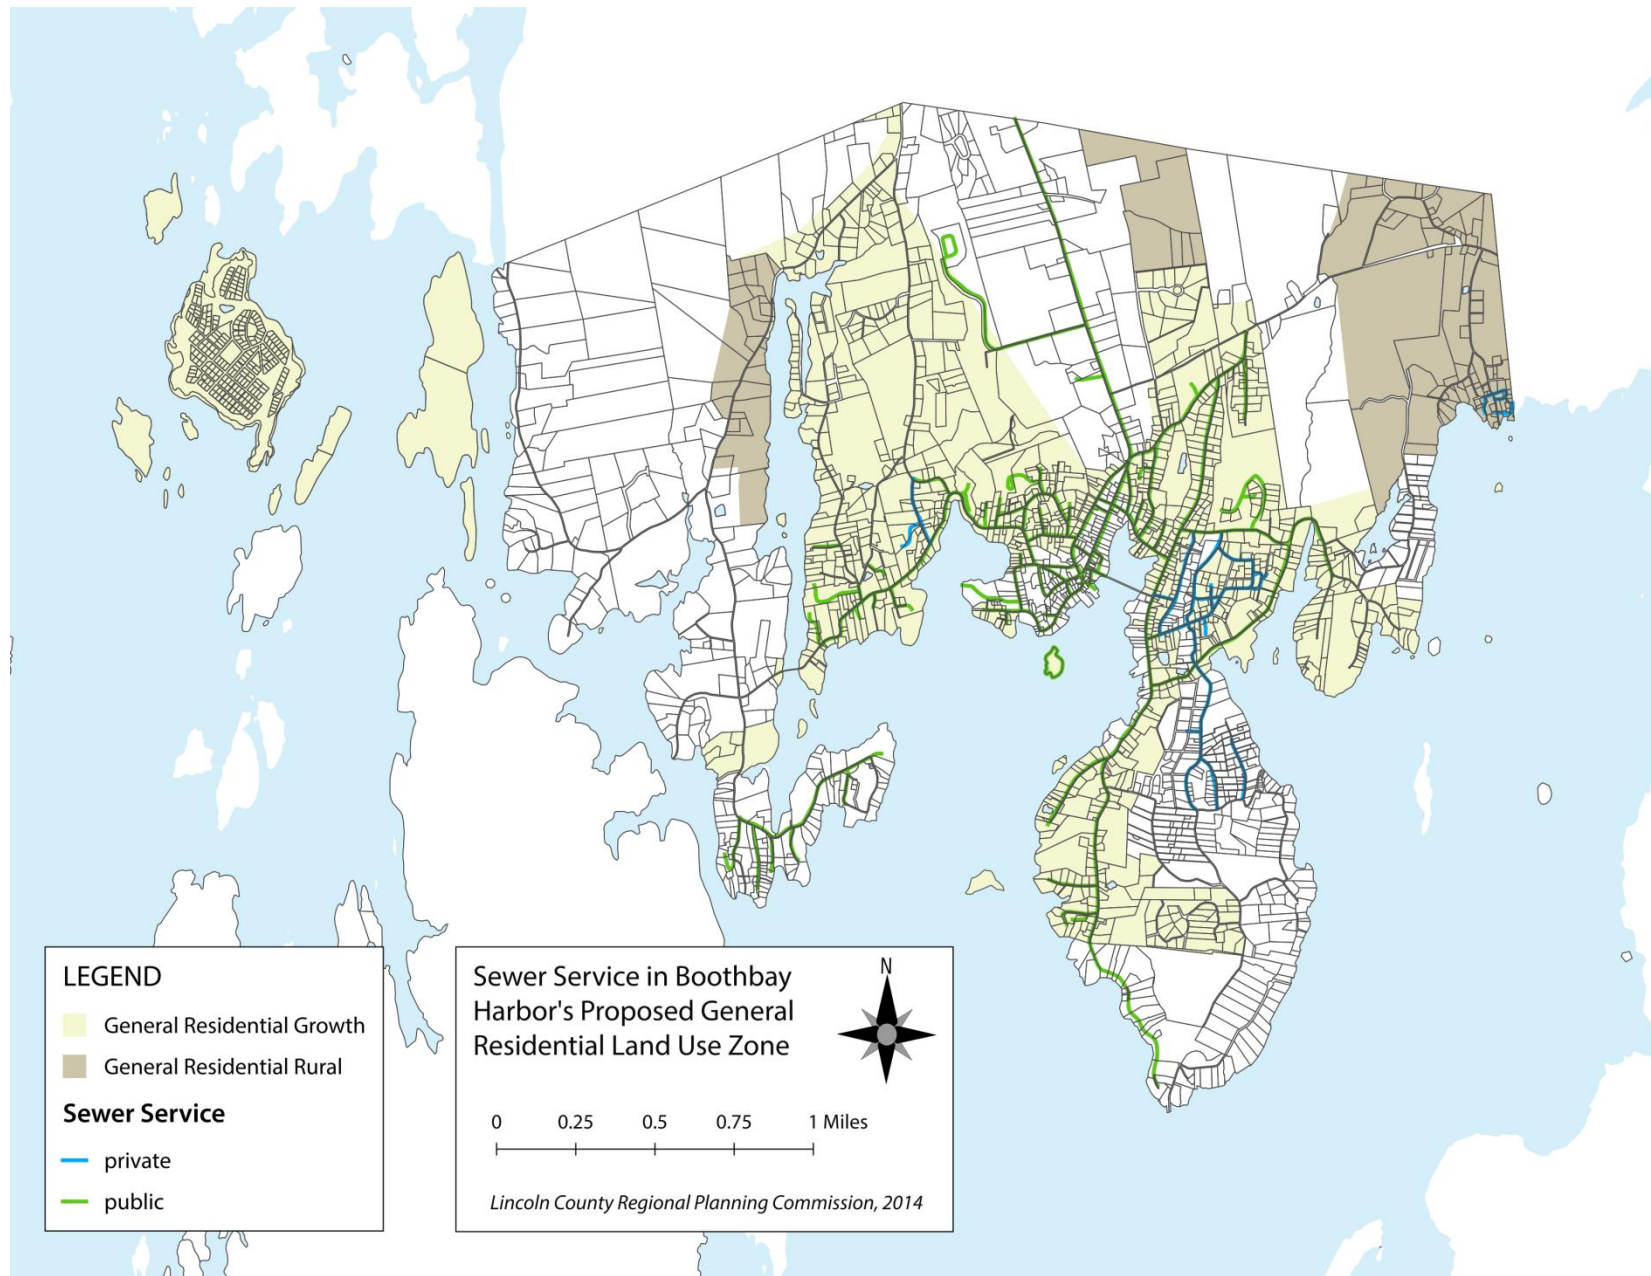 LEGEND
General Residential Growth
General Residential Rural
Sewer Service
private
public
Sewer Service in Boothbay
Harbor's Proposed General
Residential Land Use Zone
N
0 0.25 0.5 0.75 1 Miles
Lincoln County Regional Planning Commission, 2014